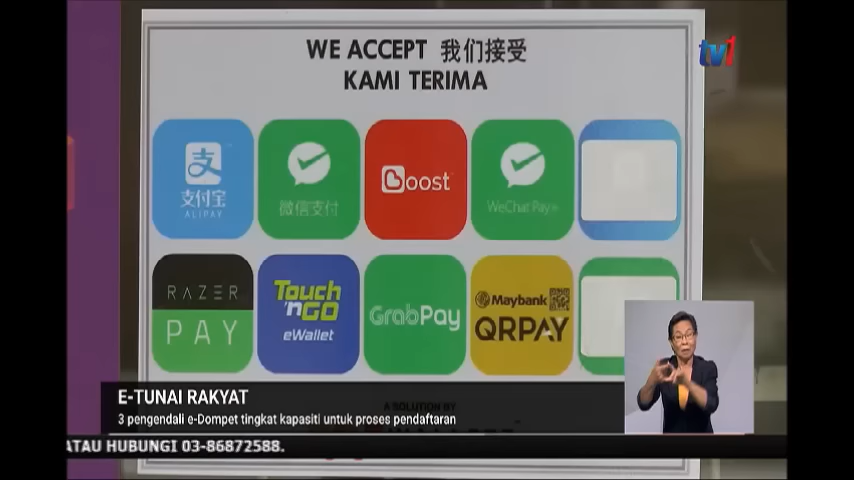 WE ACCEPT 我们接受
KAMI TERIMA
tv1
支付宝
ALIPAY
微信支付
Boost
WeChat Pay
RAZER
PAY
Touch
'n GO
eWallet
GrabPay
Maybank
QRPAY
A SOLUTION BY
E-TUNAI RAKYAT
3 pengendali e-Dompet tingkat kapasiti untuk proses pendaftaran
ATAU HUBUNGI 03-86872588.